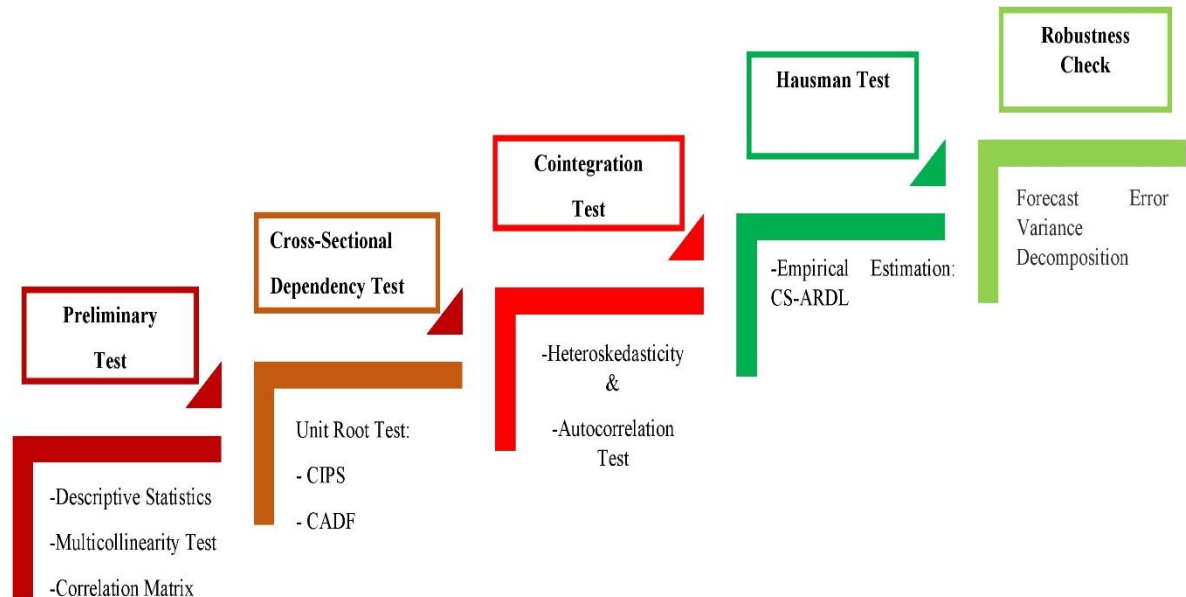 Preliminary
Test
-Descriptive Statistics
-Multicollinearity Test
-Correlation Matrix
Cross-Sectional
Dependency Test
Unit Root Test:
- CIPS
- CADF
Cointegration
Test
-Heteroskedasticity
&
-Autocorrelation
Test
Hausman Test
-Empirical Estimation:
CS-ARDL
Robustness
Check
Forecast Error
Variance
Decomposition